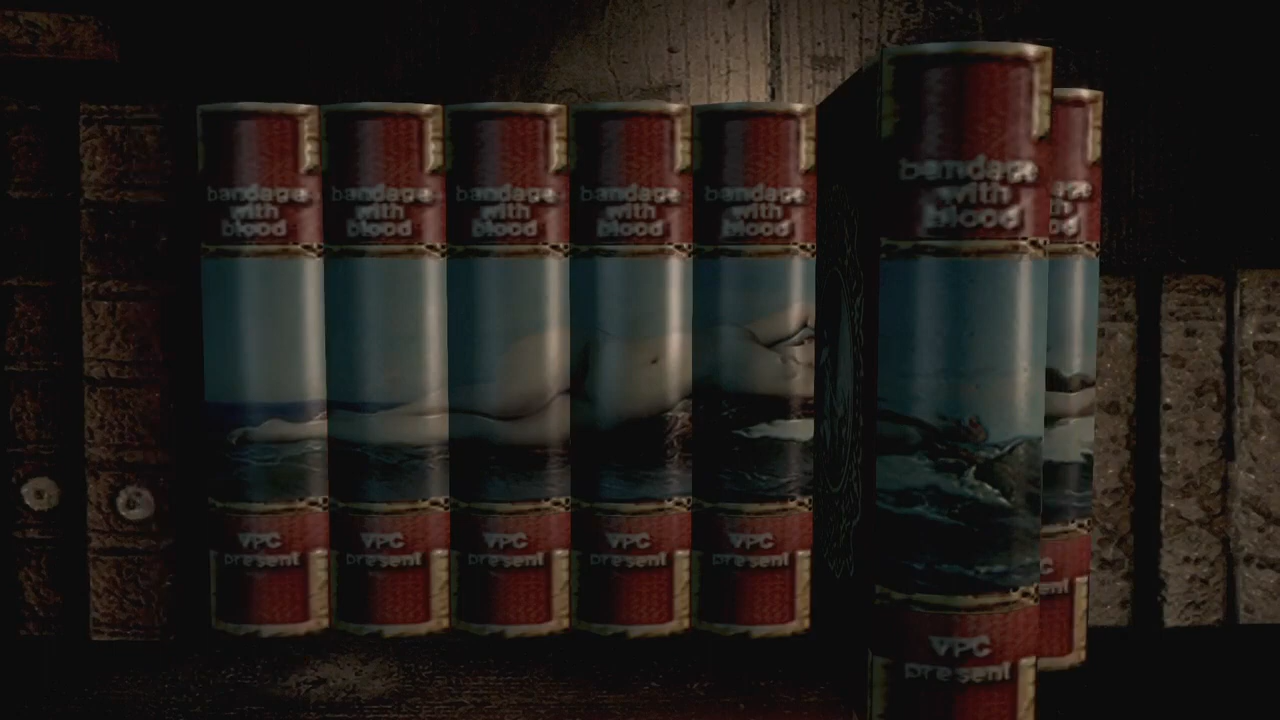 bandage
with
blood
VPC
present
bandage
with
blood
VPC
present
bandage
with
blood
VPC
present
bandage
with
blood
VPC
present
bandage
with
blood
VPC
present
bandage
with
blood
VPC
present